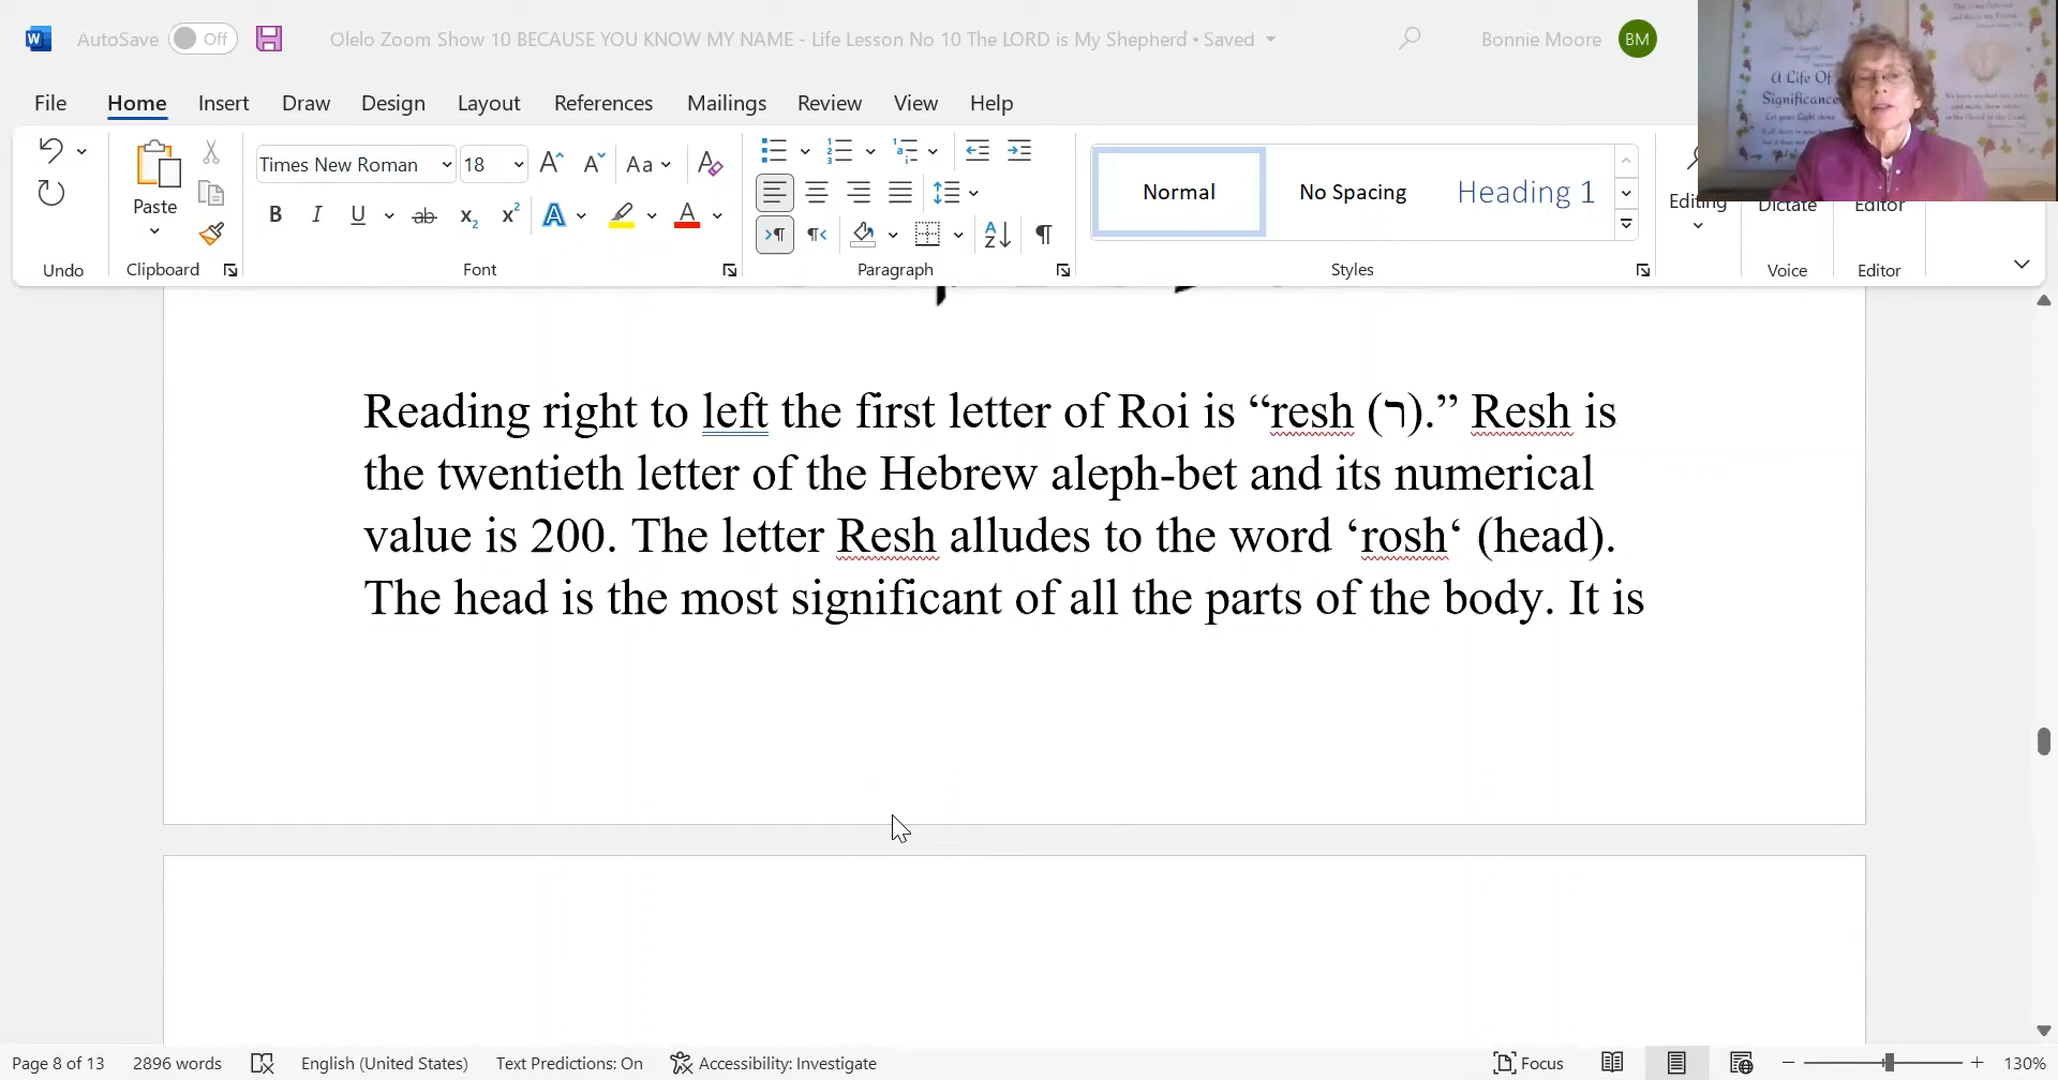 AutoSave Off Olelo Zoom Show 10 BECAUSE YOU KNOW MY NAME - Life Lesson No 10 The LORD is My Shepherd • Saved Bonnie Moore BM
File Home Insert Draw Design Layout References Mailings Review View Help
Times New Roman 18
Paste
Normal No Spacing Heading 1
Editing Dictate Editor
Undo Clipboard Font Paragraph Styles Voice Editor
A Life Of
Significance
Reading right to left the first letter of Roi is “resh (ר).” Resh is
the twentieth letter of the Hebrew aleph-bet and its numerical
value is 200. The letter Resh alludes to the word ‘rosh‘ (head).
The head is the most significant of all the parts of the body. It is
Page 8 of 13 2896 words English (United States) Text Predictions: On Accessibility: Investigate Focus 130%